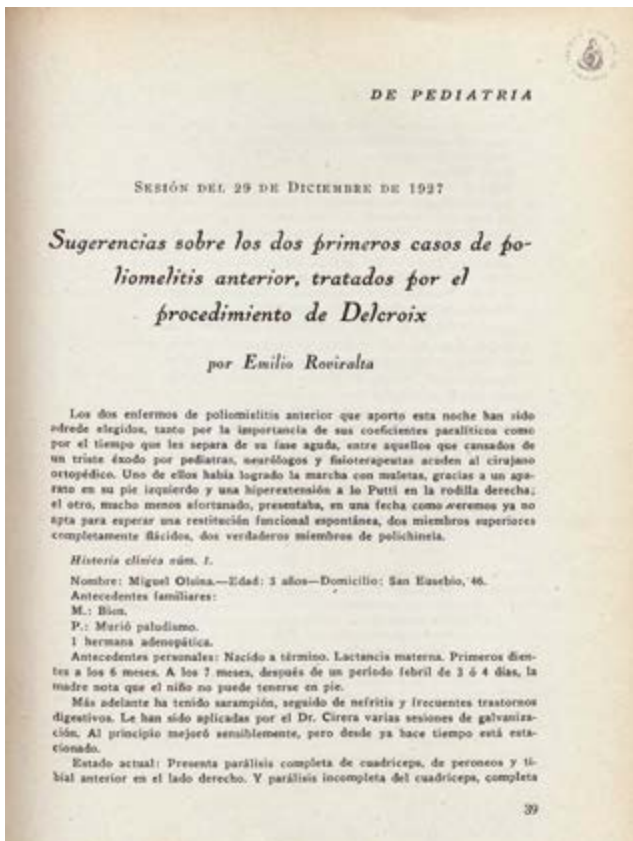 DE PEDIATRIA
SESIÓN DEL 29 DE DICIEMBRE DE 1927
Sugerencias sobre los dos primeros casos de po-
liomelitis anterior, tratados por el
procedimiento de Delcroix
por Emilio Roviralta
Los dos enfermos de poliomielitis anterior que aporto esta noche han sido
adrede elegidos, tanto por la importancia de sus coeficientes paralíticos como
por el tiempo que les separa de su fase aguda, entre aquellos que cansados de
un triste éxodo por pediatras, neurólogos y fisioterapeutas acuden al cirujano
ortopédico. Uno de ellos había logrado la marcha con muletas, gracias a un apa-
rato en su pie izquierdo y una hiperextensión a lo Putti en la rodilla derecha;
el otro, mucho menos afortunado, presentaba, en una fecha como veremos ya no
apta para esperar una restitución funcional espontánea, dos miembros superiores
completamente flácidos, dos verdaderos miembros de polichinela.
Historia clínica núm. 1.
Nombre: Miguel Olsina.—Edad: 3 años—Domicilio: San Eusebio, 46.
Antecedentes familiares:
M.: Bien.
P.: Murió paludismo.
1 hermana adenopática.
Antecedentes personales: Nacido a término. Lactancia materna. Primeros dien-
tes a los 6 meses. A los 7 meses, después de un período febril de 3 ó 4 días, la
madre nota que el niño no puede tenerse en pie.
Más adelante ha tenido sarampión, seguido de nefritis y frecuentes trastornos
digestivos. Le han sido aplicadas por el Dr. Cirera varias sesiones de galvaniza-
ción. Al principio mejoró sensiblemente, pero desde ya hace tiempo está esta-
cionado.
Estado actual: Presenta parálisis completa de cuadríceps, de peroneos y ti-
bial anterior en el lado derecho. Y parálisis incompleta del cuadríceps, completa
39